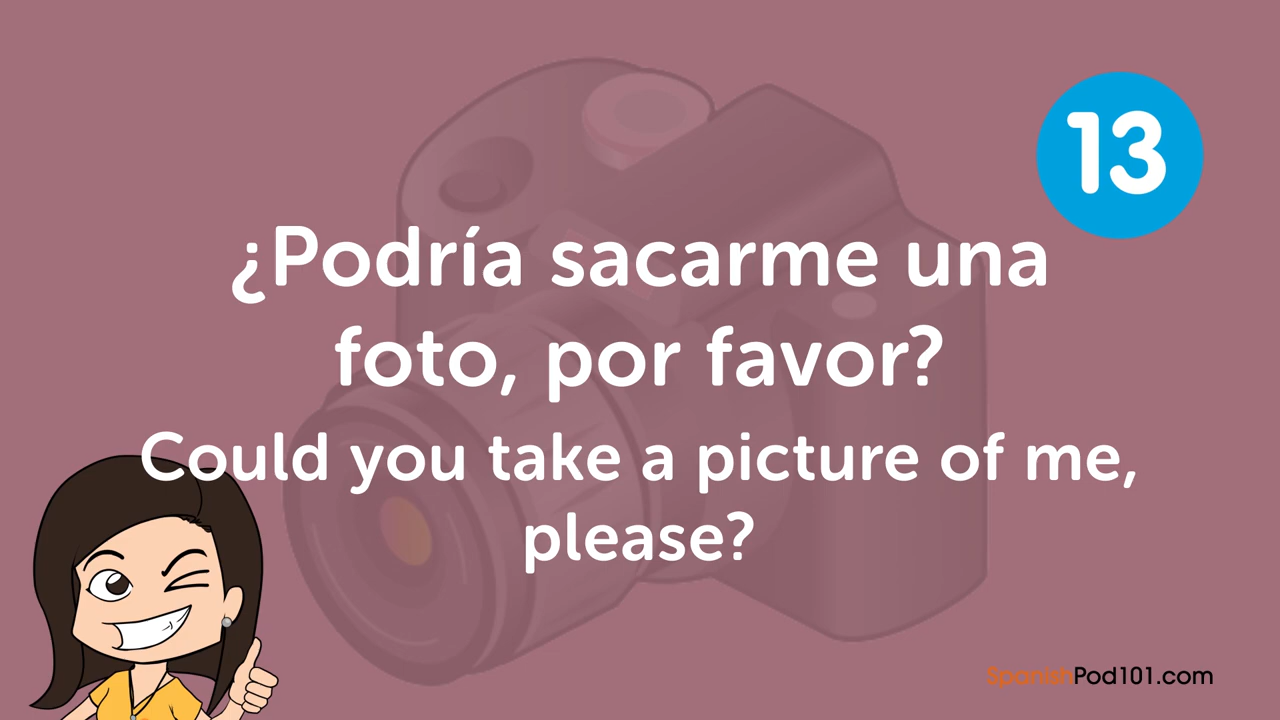 13
¿Podría sacarme una
foto, por favor?
Could you take a picture of me,
please?
SpanishPod101.com